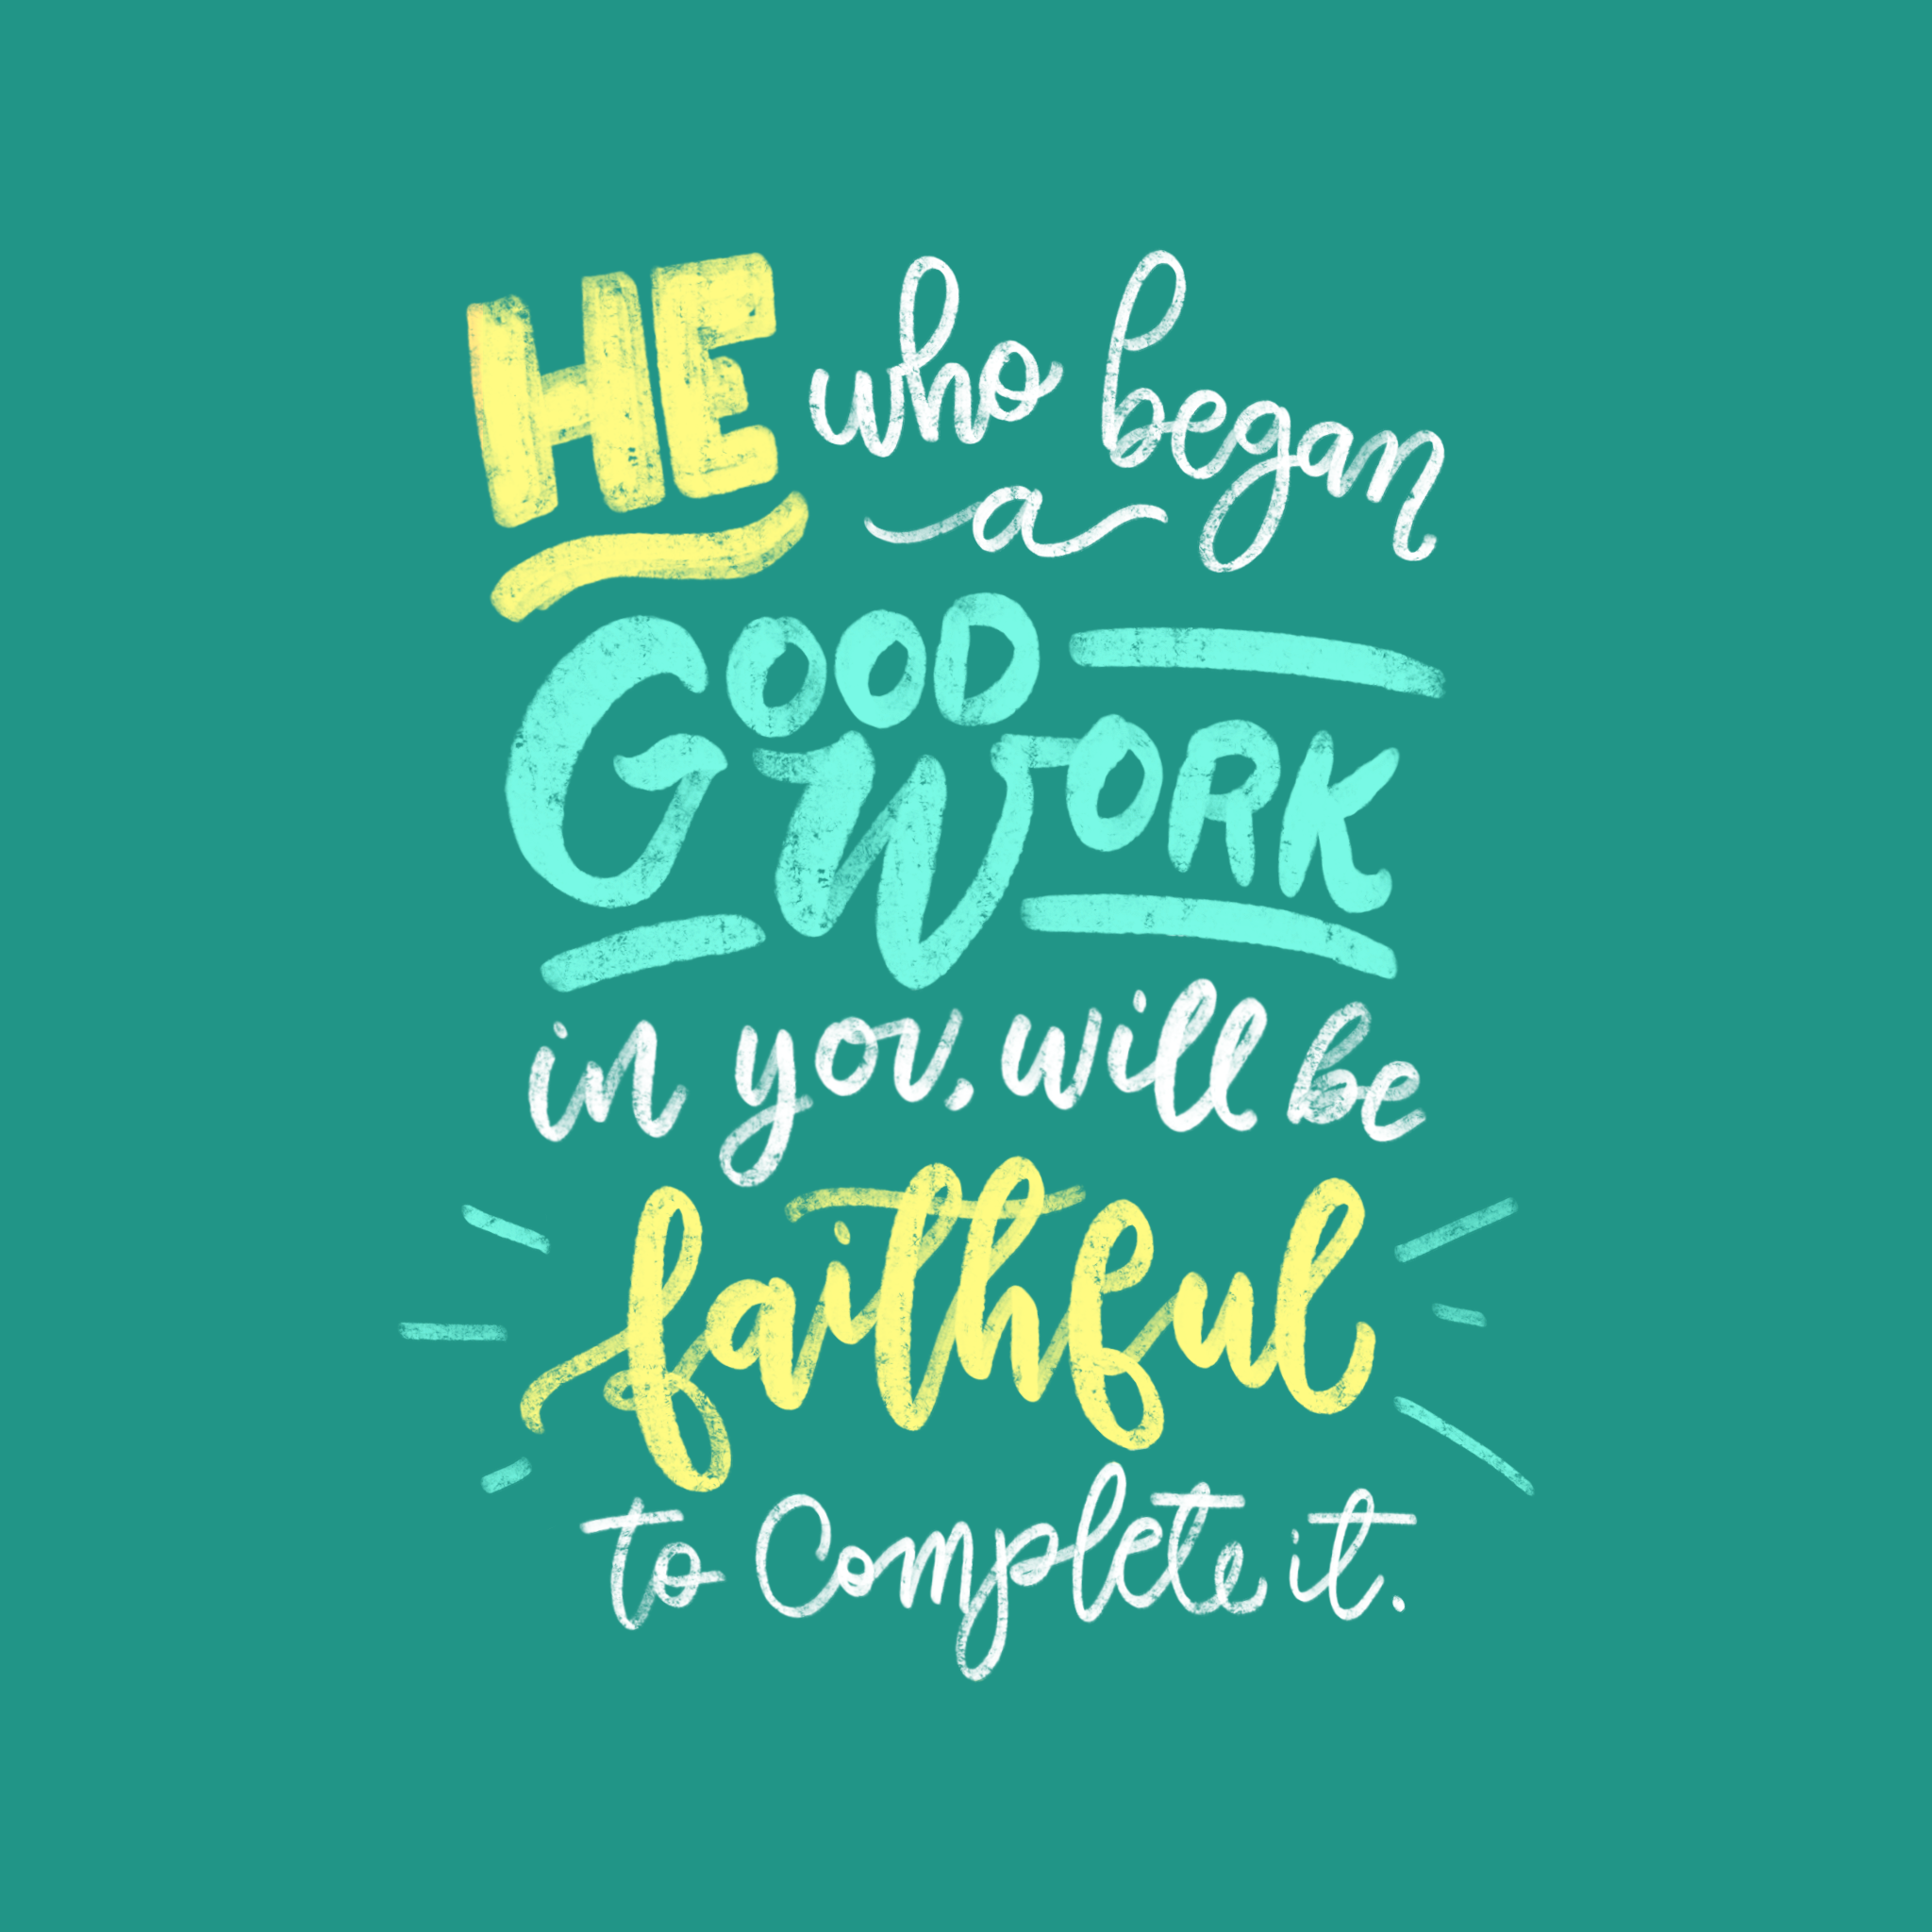 HE who began
a
GOOD
WORK
in you, will be
faithful
to Complete it.